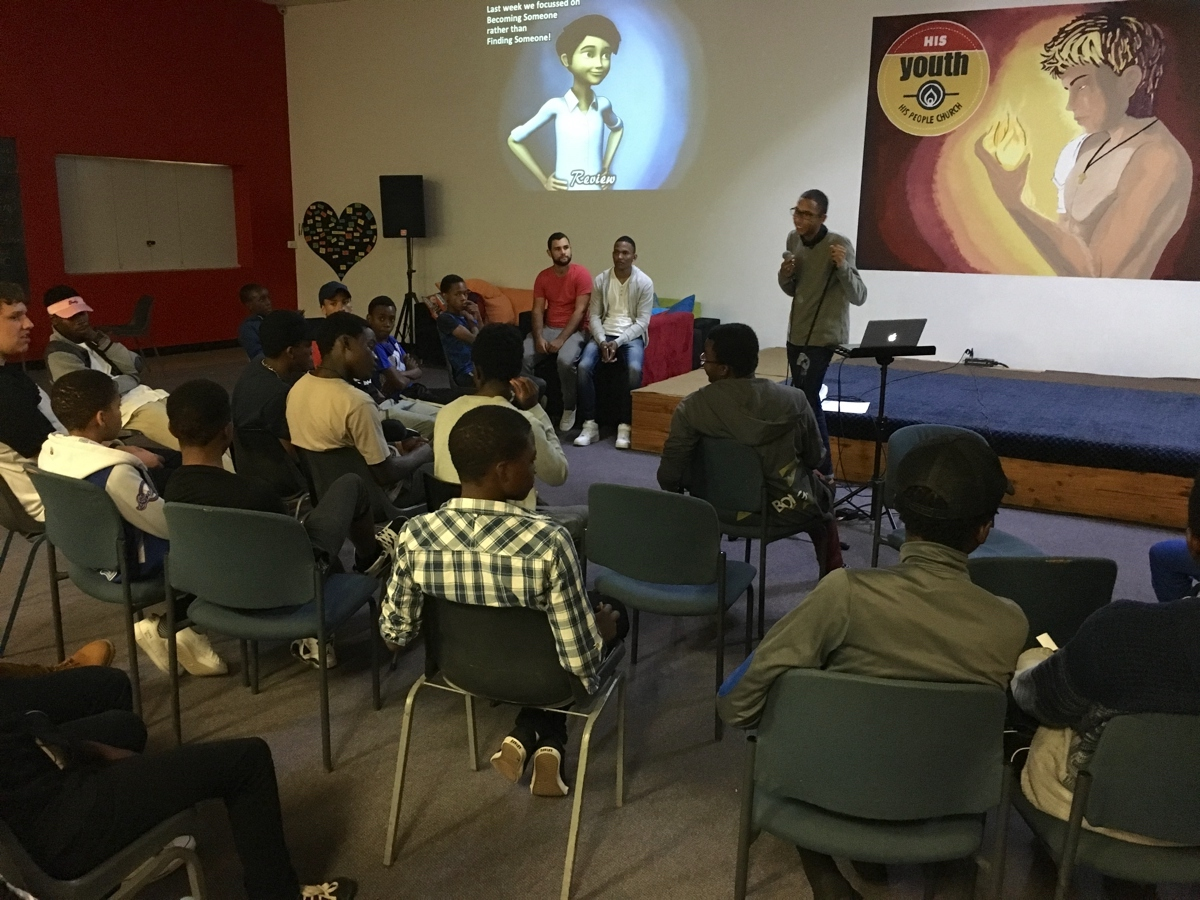 Last week we focussed on
Becoming Someone
rather than
Finding Someone!
Review
HIS
youth
HIS PEOPLE CHURCH